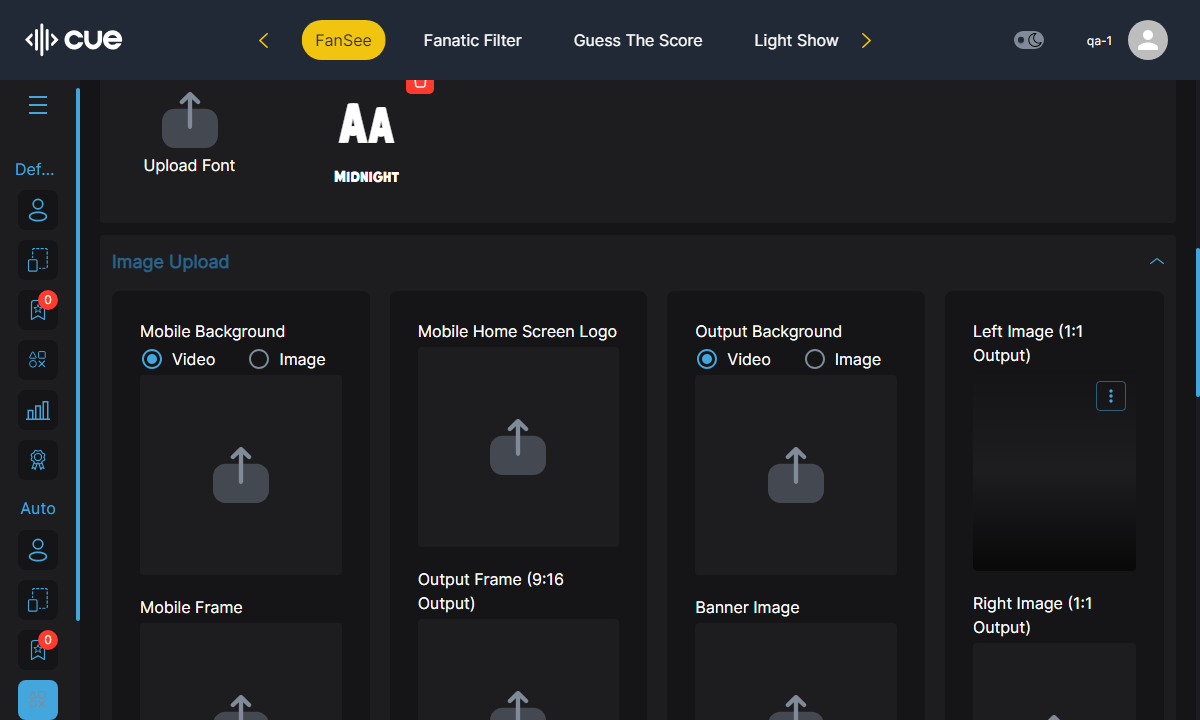 cue
FanSee
Fanatic Filter
Guess The Score
Light Show
qa-1
Def...
0
Auto
0
Upload Font
AA
MIDNIGHT
Image Upload
Mobile Background
Video
Image
Mobile Frame
Mobile Home Screen Logo
Output Frame (9:16
Output)
Output Background
Video
Image
Banner Image
Left Image (1:1
Output)
Right Image (1:1
Output)